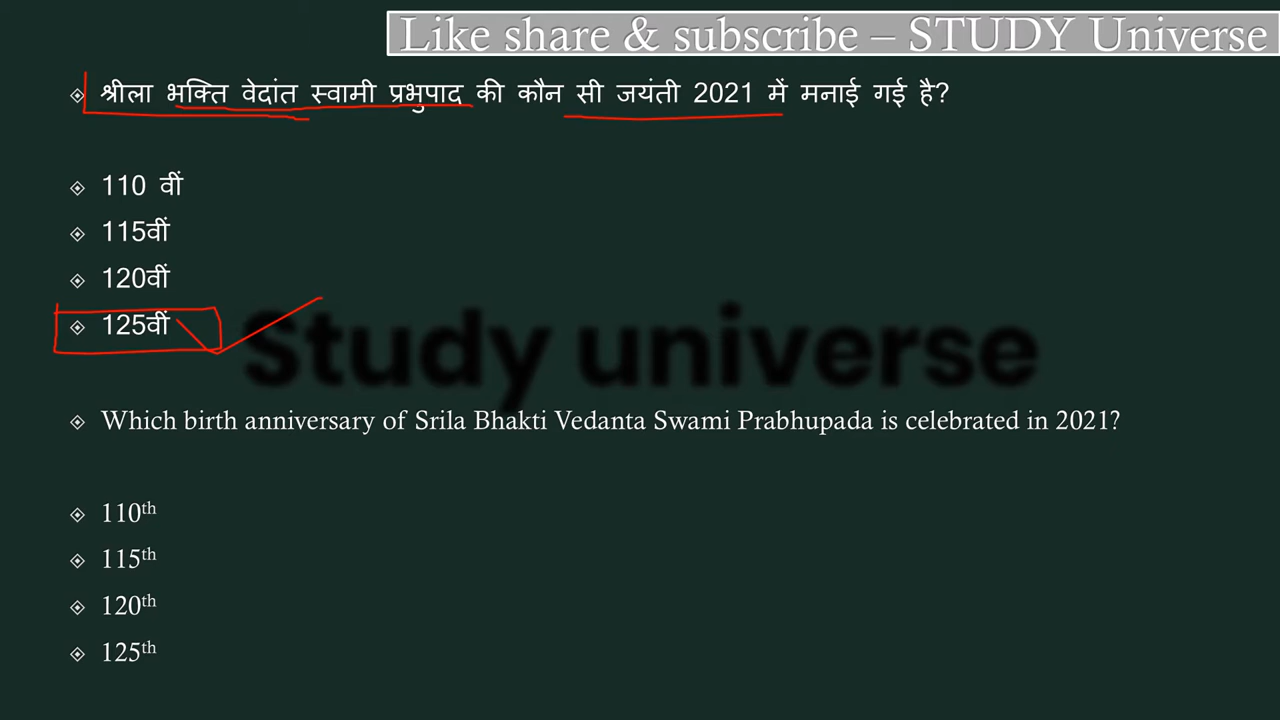 Like share & subscribe – STUDY Universe
श्रीला भक्ति वेदांत स्वामी प्रभुपाद की कौन सी जयंती 2021 में मनाई गई है?
110 वीं
115वीं
120वीं
125वीं
Study universe
Which birth anniversary of Srila Bhakti Vedanta Swami Prabhupada is celebrated in 2021?
110th
115th
120th
125th